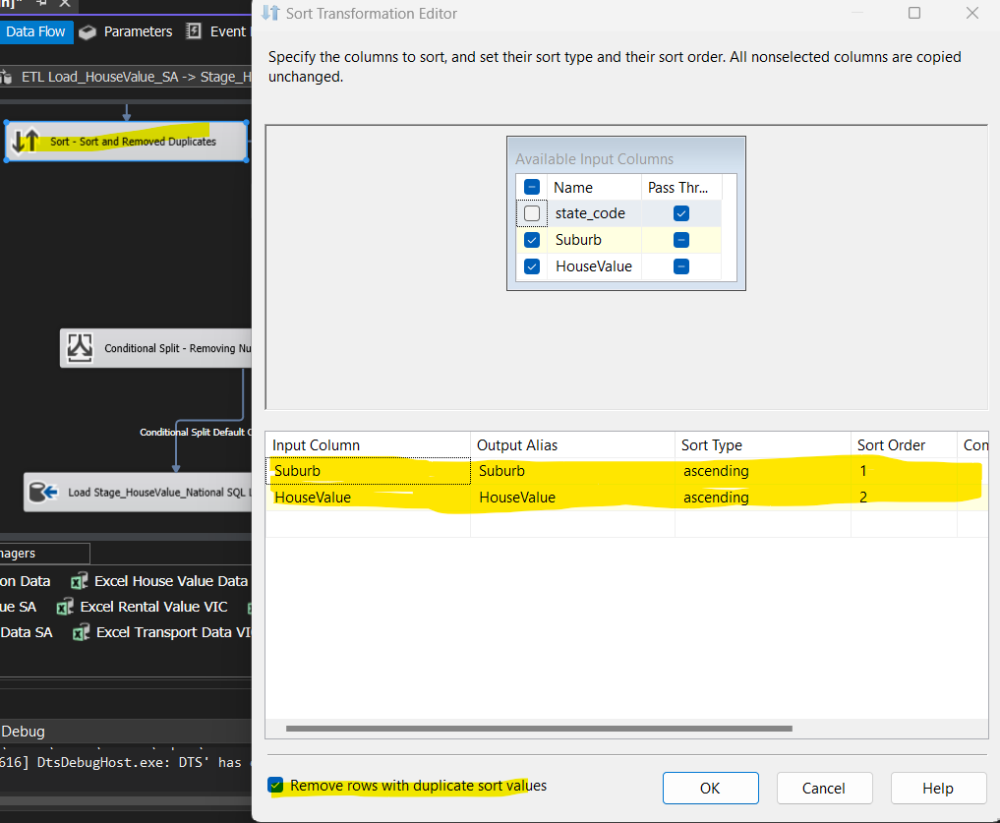 Data Flow Parameters Event
ETL Load_HouseValue_SA -> Stage_H
Sort - Sort and Removed Duplicates
Conditional Split - Removing Nu
Conditional Split Default
Load Stage_HouseValue_National SQL
nagers
on Data Excel House Value Data
ue SA Excel Rental Value VIC
Data SA Excel Transport Data VI
Debug
616] DtsDebugHost.exe: DTS' has
Sort Transformation Editor
Specify the columns to sort, and set their sort type and their sort order. All nonselected columns are copied
unchanged.
Available Input Columns
Name Pass Thr...
state_code
Suburb
HouseValue
Input Column Output Alias Sort Type Sort Order Con
Suburb Suburb ascending 1
HouseValue HouseValue ascending 2
Remove rows with duplicate sort values
OK Cancel Help